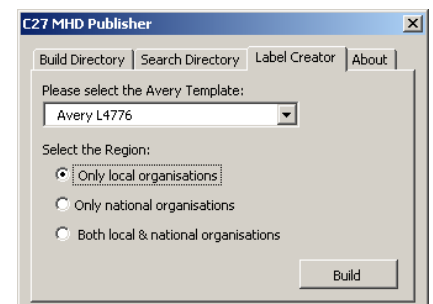 C27 MHD Publisher
Build Directory Search Directory Label Creator About
Please select the Avery Template:
Avery L4776
Select the Region:
Only local organisations
Only national organisations
Both local & national organisations
Build